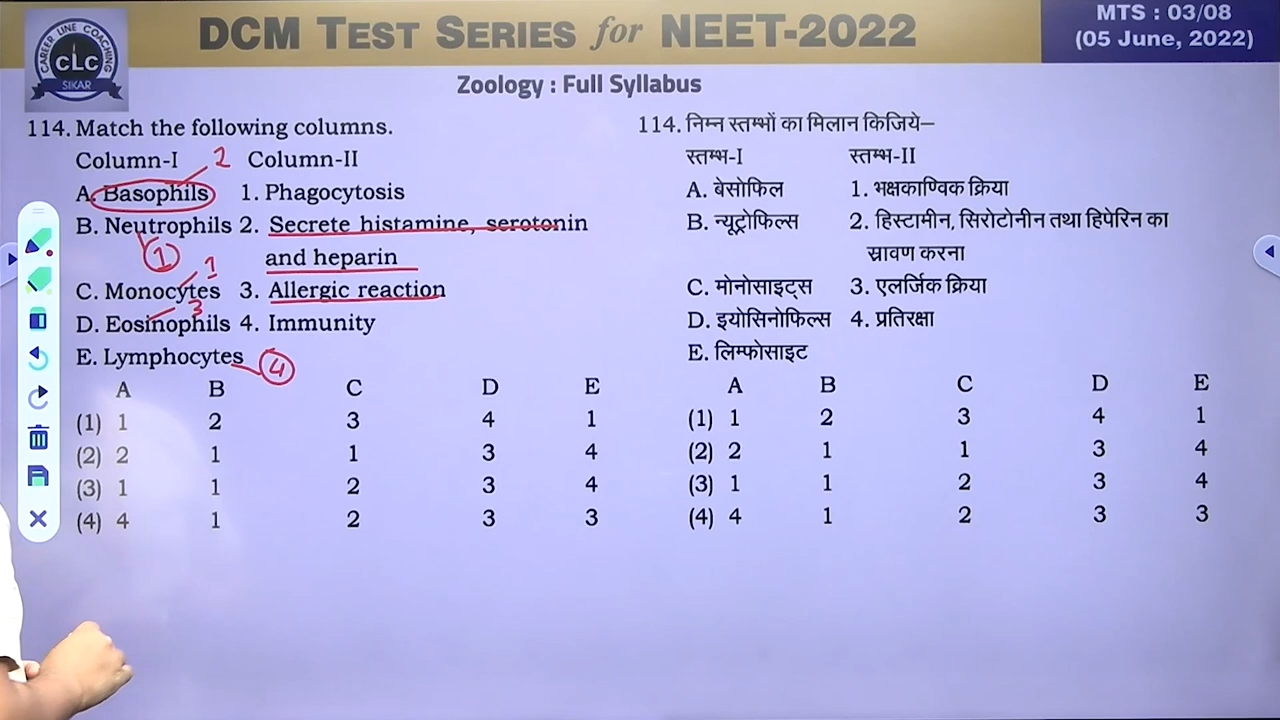 DCM TEST SERIES for NEET-2022
MTS : 03/08
(05 June, 2022)
CAREER LINE COACHING
CLC
SIKAR
Zoology : Full Syllabus
114. Match the following columns.
Column-I 2 Column-II
A. Basophils 1. Phagocytosis
B. Neutrophils 2. Secrete histamine, serotonin
1 and heparin
1
C. Monocytes 3. Allergic reaction
3
D. Eosinophils 4. Immunity
E. Lymphocytes 4
A B C D E
(1) 1 2 3 4 1
(2) 2 1 1 3 4
(3) 1 1 2 3 4
(4) 4 1 2 3 3
114. निम्न स्तम्भों का मिलान किजिये–
स्तम्भ-I स्तम्भ-II
A. बेसोफिल 1. भक्षकाण्विक क्रिया
B. न्यूट्रोफिल्स 2. हिस्टामीन, सिरोटोनीन तथा हिपेरिन का
स्रावण करना
C. मोनोसाइट्स 3. एलर्जिक क्रिया
D. इयोसिनोफिल्स 4. प्रतिरक्षा
E. लिम्फोसाइट
A B C D E
(1) 1 2 3 4 1
(2) 2 1 1 3 4
(3) 1 1 2 3 4
(4) 4 1 2 3 3